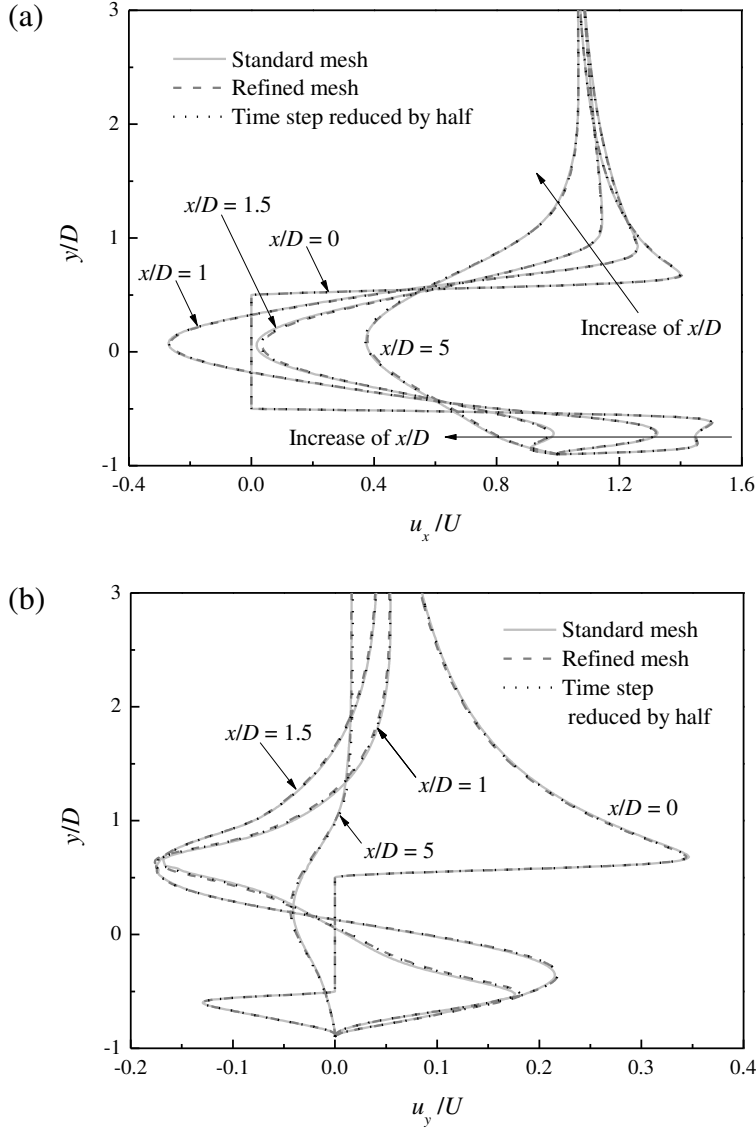 (a)
3
Standard mesh
Refined mesh
Time step reduced by half
2
x/D = 1.5
x/D = 0
y/D
1
x/D = 1
Increase of x/D
0
x/D = 5
Increase of x/D
-1
-0.4 0.0 0.4 0.8 1.2 1.6
u_x /U
(b)
3
Standard mesh
Refined mesh
Time step
reduced by half
2
x/D = 1.5
x/D = 1
y/D
1
x/D = 0
x/D = 5
0
-1
-0.2 -0.1 0.0 0.1 0.2 0.3 0.4
u_y /U